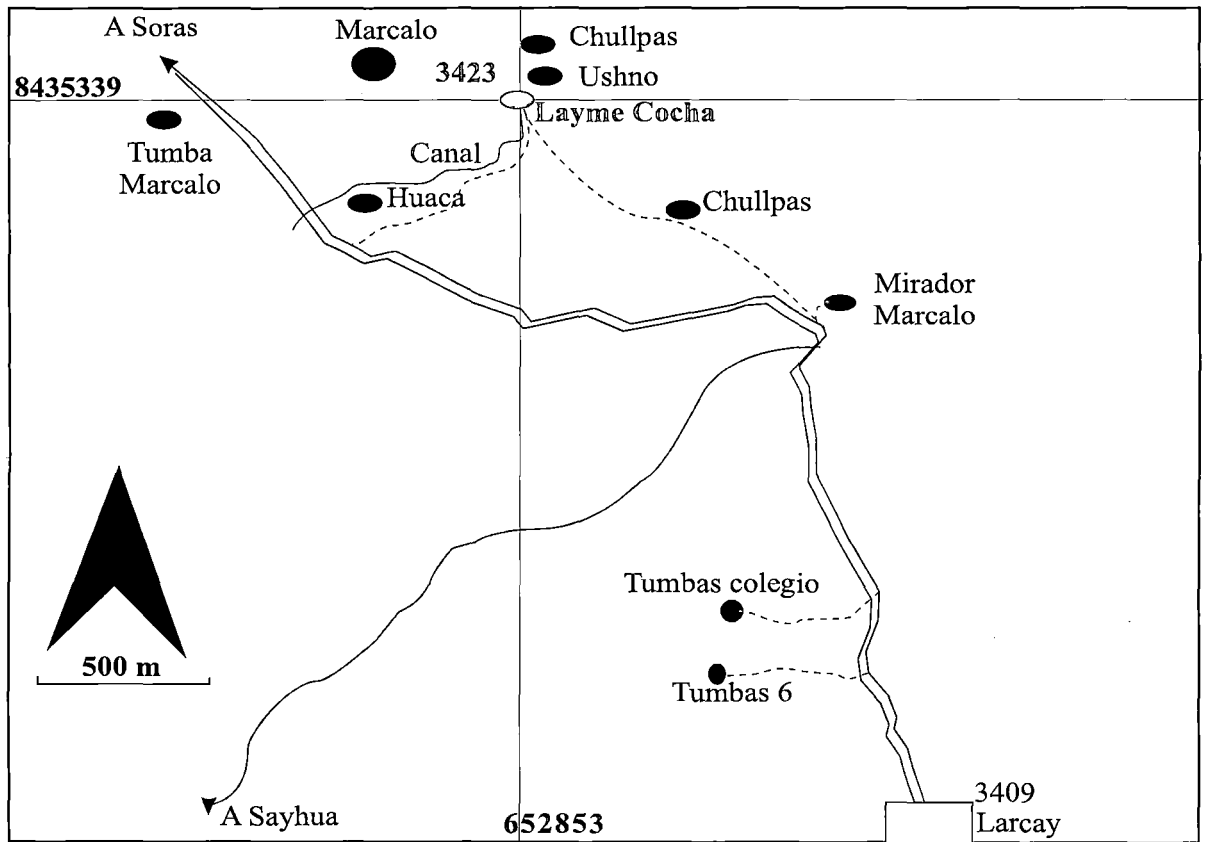 A Soras
Marcalo
Chullpas
3423
Ushno
8435339
Layme Cocha
Tumba
Marcalo
Canal
Huaca
Chullpas
Mirador
Marcalo
Tumbas colegio
500 m
Tumbas 6
3409
A Sayhua
652853
Larcay